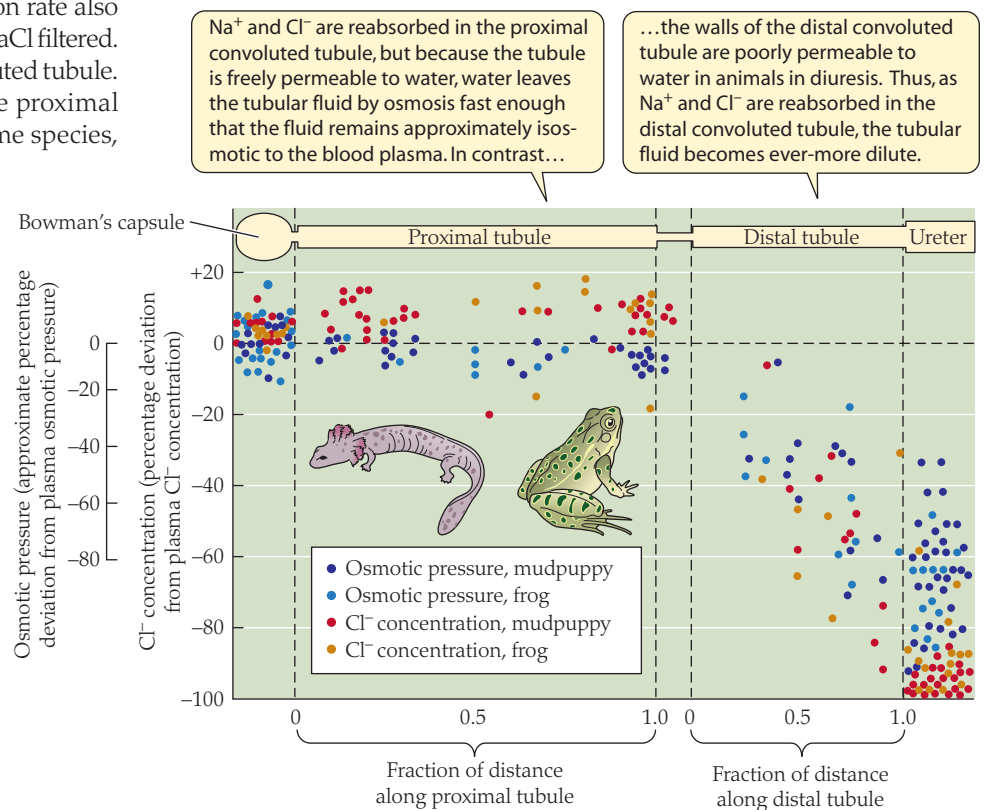 on rate also
aCl filtered.
uted tubule.
e proximal
me species,
Na⁺ and Cl⁻ are reabsorbed in the proximal
convoluted tubule, but because the tubule
is freely permeable to water, water leaves
the tubular fluid by osmosis fast enough
that the fluid remains approximately isos-
motic to the blood plasma. In contrast…
…the walls of the distal convoluted
tubule are poorly permeable to
water in animals in diuresis. Thus, as
Na⁺ and Cl⁻ are reabsorbed in the
distal convoluted tubule, the tubular
fluid becomes ever-more dilute.
Bowman's capsule
Proximal tubule
Distal tubule
Ureter
Osmotic pressure (approximate percentage
deviation from plasma osmotic pressure)
0
–20
–40
–60
–80
Cl⁻ concentration (percentage deviation
from plasma Cl⁻ concentration)
+20
0
–20
–40
–60
–80
–100
Osmotic pressure, mudpuppy
Osmotic pressure, frog
Cl⁻ concentration, mudpuppy
Cl⁻ concentration, frog
0 0.5 1.0 0 0.5 1.0
Fraction of distance
along proximal tubule
Fraction of distance
along distal tubule